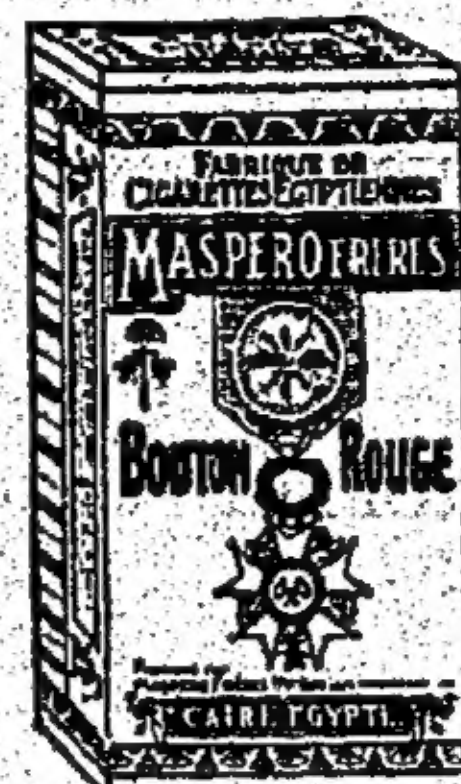 FABRIQUE DE
CIGARETTES EGYPTIENNES
MASPERO FRERES
BOUTON ROUGE
CAIRE EGYPTE